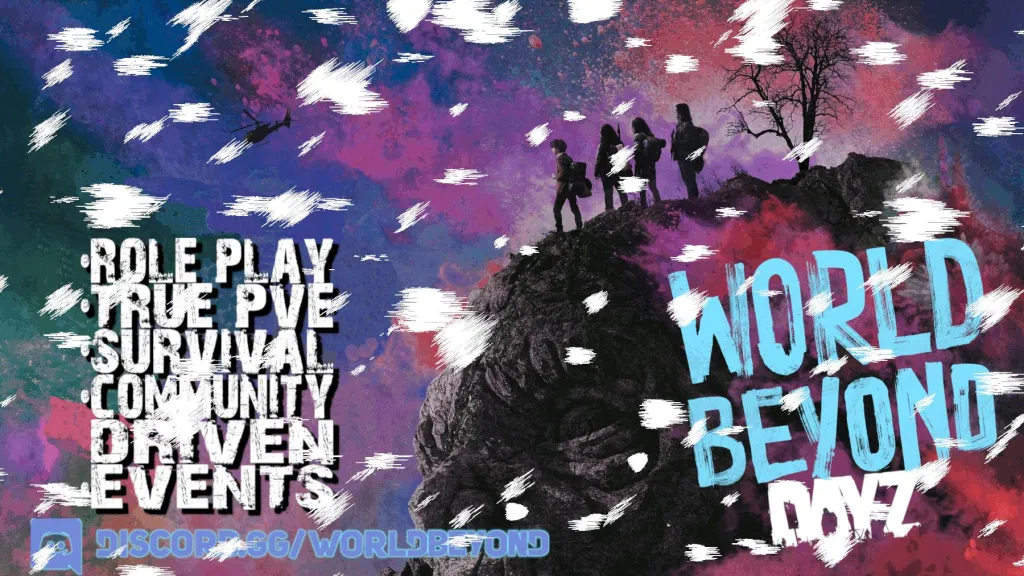 •ROLE PLAY
•TRUE PVE
•SURVIVAL
•COMMUNITY
DRIVEN
EVENTS
DISCORD.GG/WORLDBEYOND
WORLD
BEYOND
DAYZ